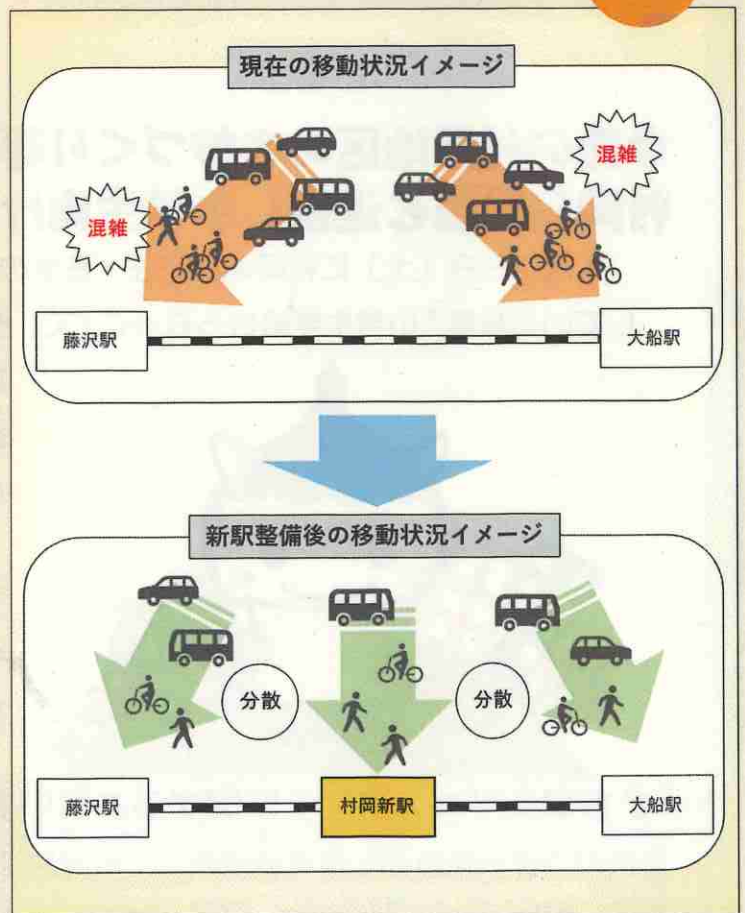 現在の移動状況イメージ
混雑
混雑
藤沢駅
大船駅
新駅整備後の移動状況イメージ
分散
分散
藤沢駅
村岡新駅
大船駅